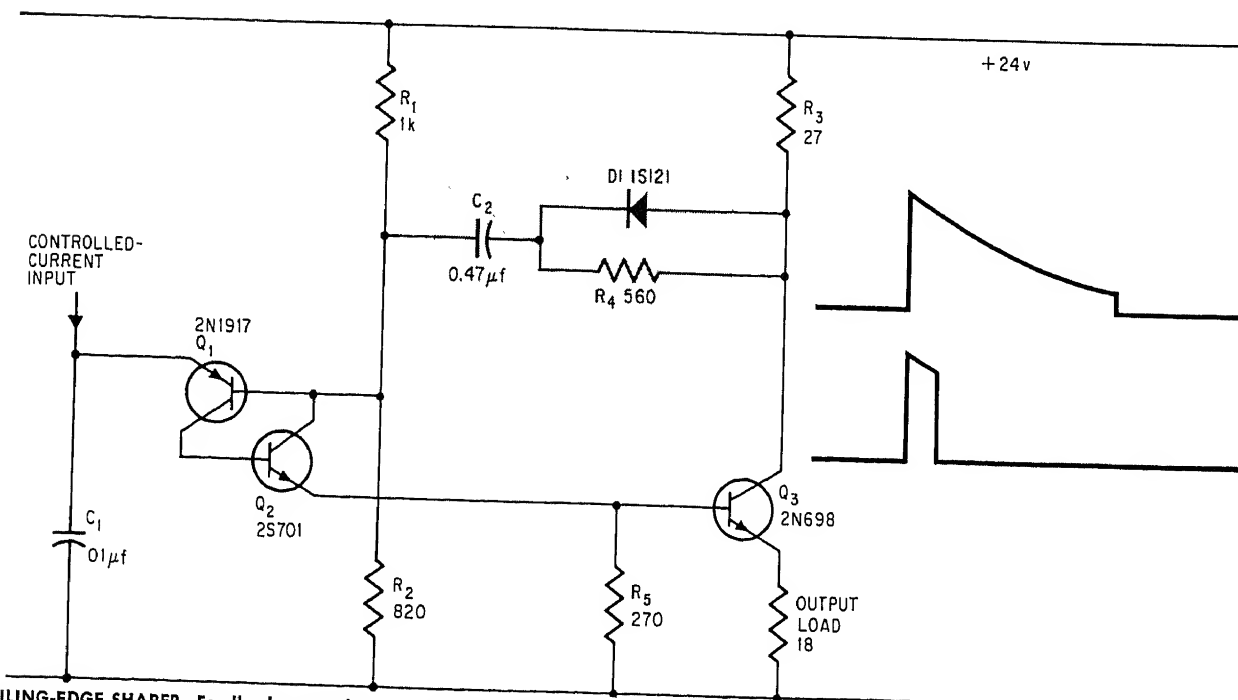 +24v
R1
1k
R3
27
D1 1S121
C2
0.47μf
R4 560
CONTROLLED-
CURRENT
INPUT
2N1917
Q1
Q2
2S701
Q3
2N698
C1
01μf
R2
820
R5
270
OUTPUT
LOAD
18